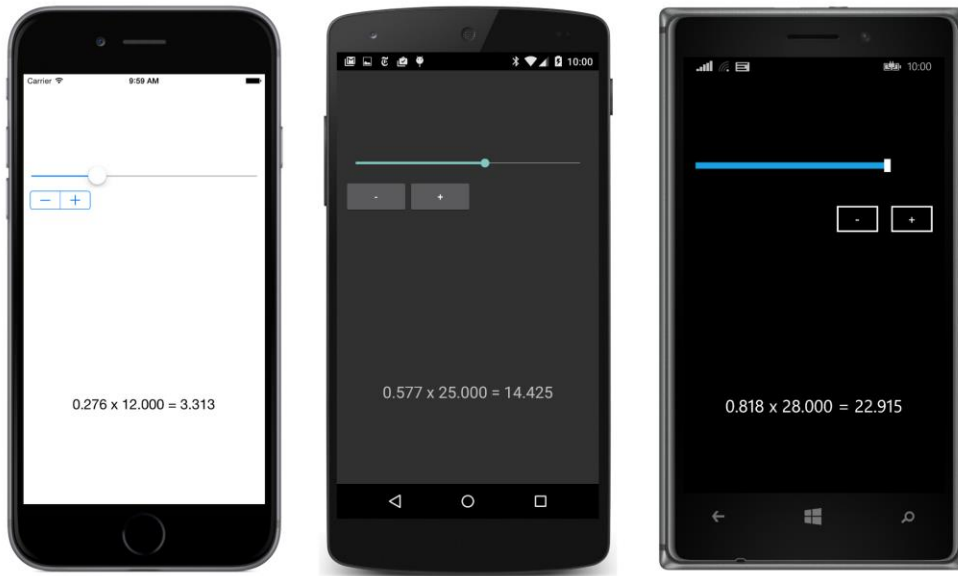 Carrier 9:59 AM
− +
0.276 x 12.000 = 3.313
10:00
- +
0.577 x 25.000 = 14.425
10:00
- +
0.818 x 28.000 = 22.915